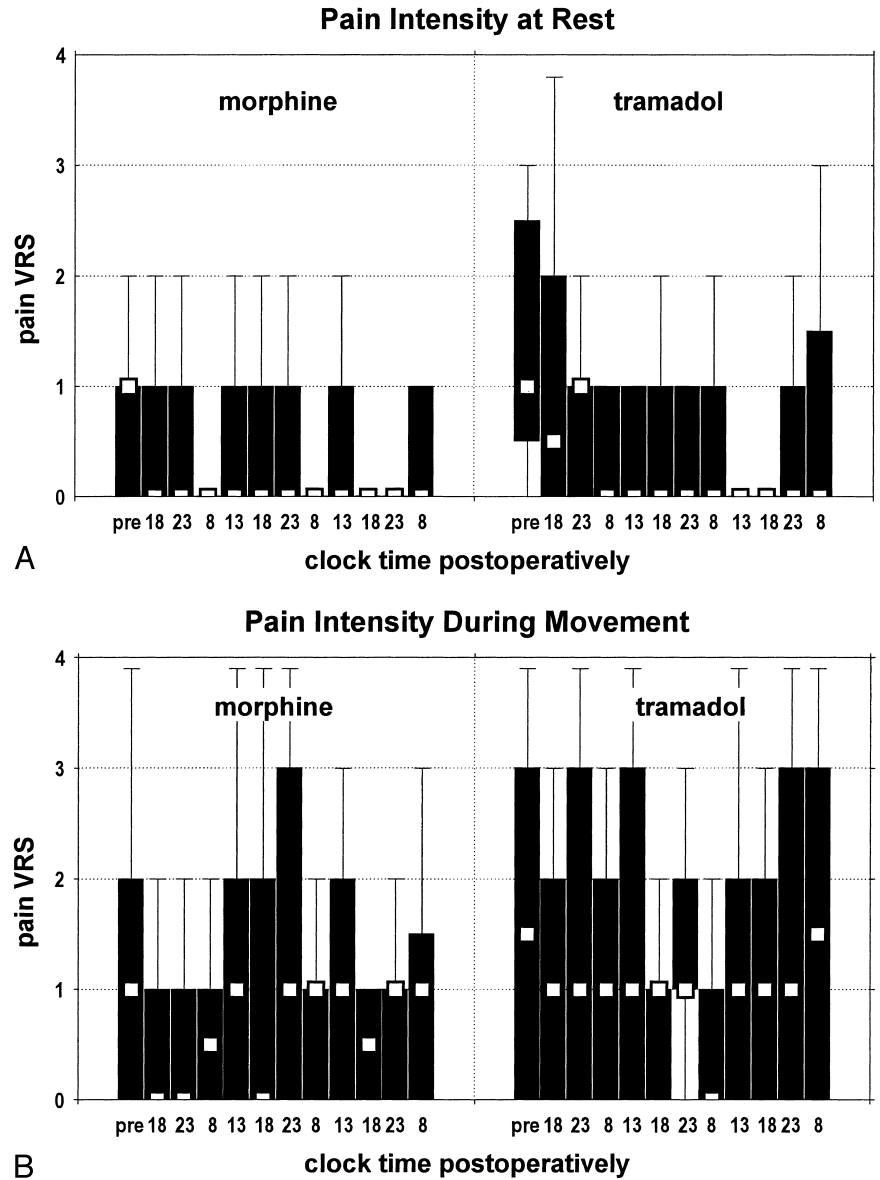 Pain Intensity at Rest
4
3
2
1
0
pain VRS
morphine
tramadol
pre 18 23 8 13 18 23 8 13 18 23 8
pre 18 23 8 13 18 23 8 13 18 23 8
A
clock time postoperatively
Pain Intensity During Movement
4
3
2
1
0
pain VRS
morphine
tramadol
pre 18 23 8 13 18 23 8 13 18 23 8
pre 18 23 8 13 18 23 8 13 18 23 8
B
clock time postoperatively